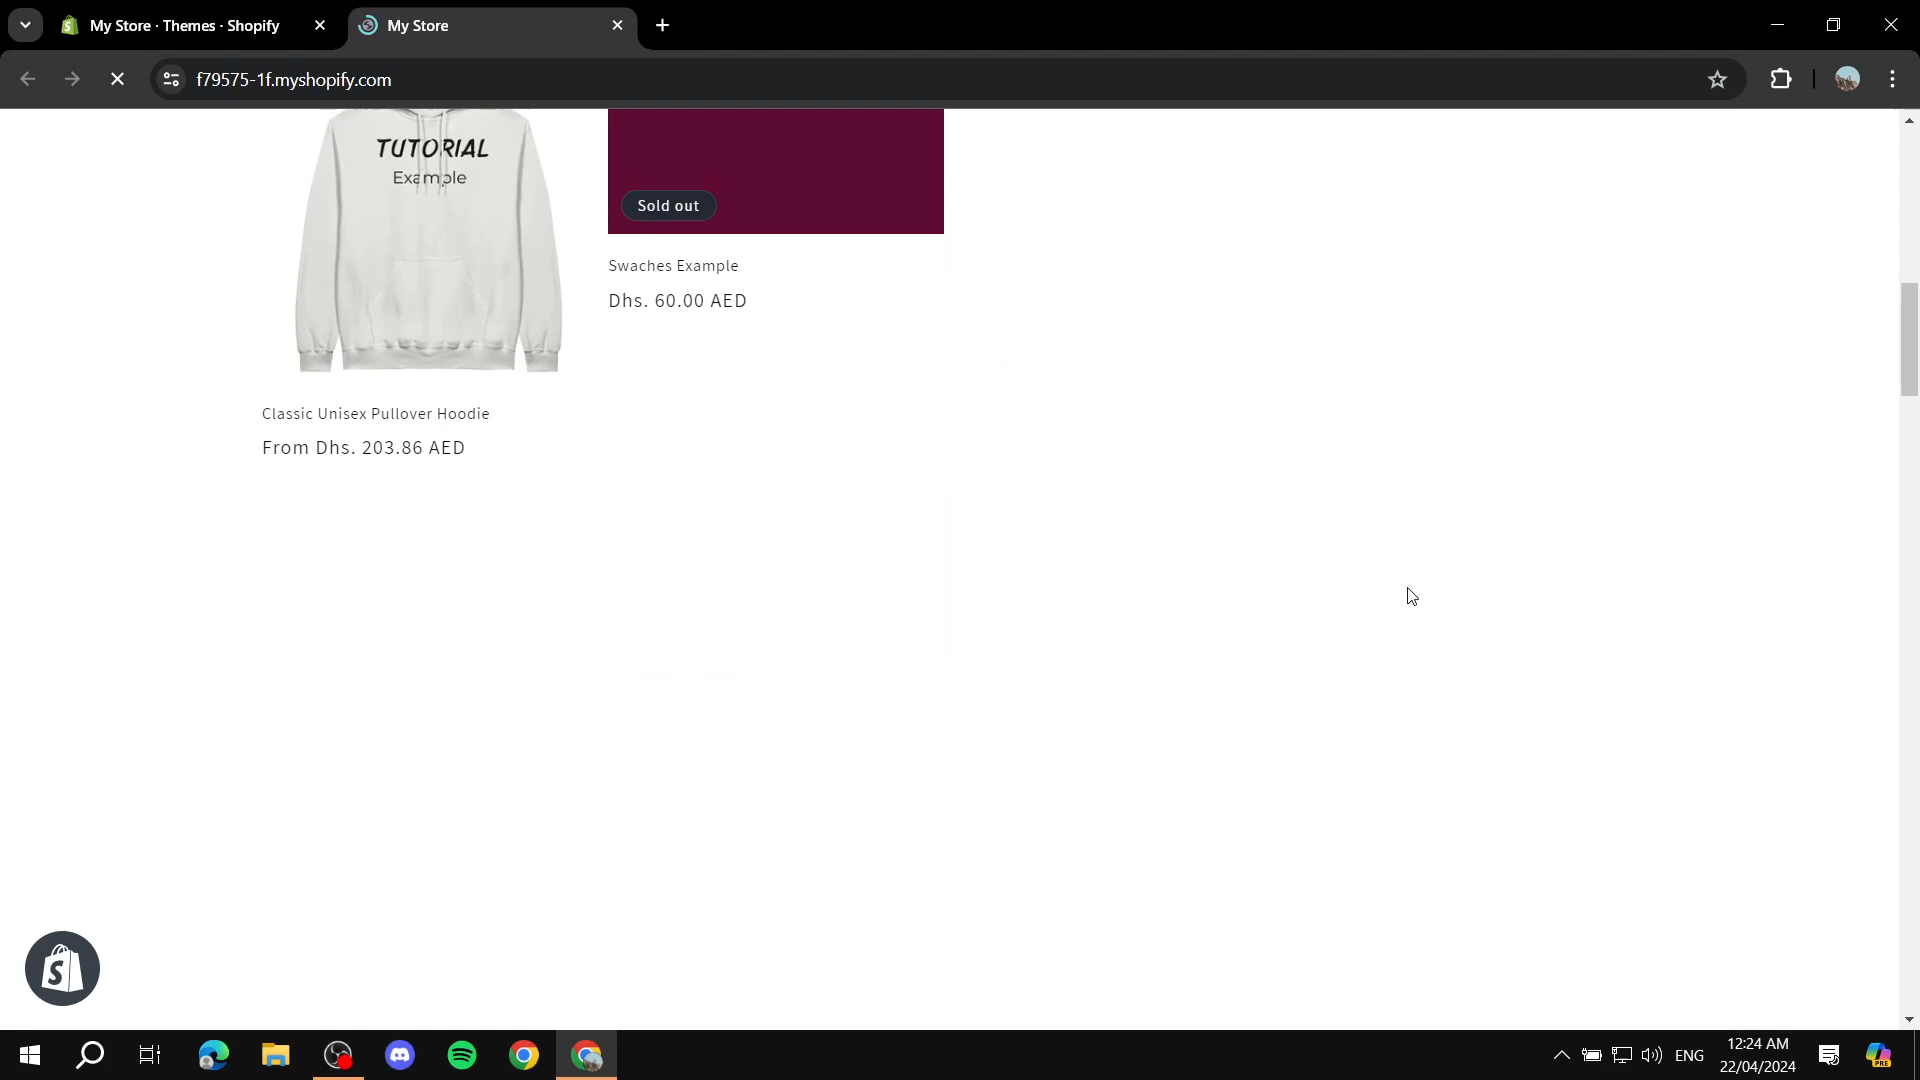 My Store · Themes · Shopify
My Store
f79575-1f.myshopify.com
TUTORIAL
Example
Sold out
Swaches Example
Dhs. 60.00 AED
Classic Unisex Pullover Hoodie
From Dhs. 203.86 AED
ENG
12:24 AM
22/04/2024
PRE